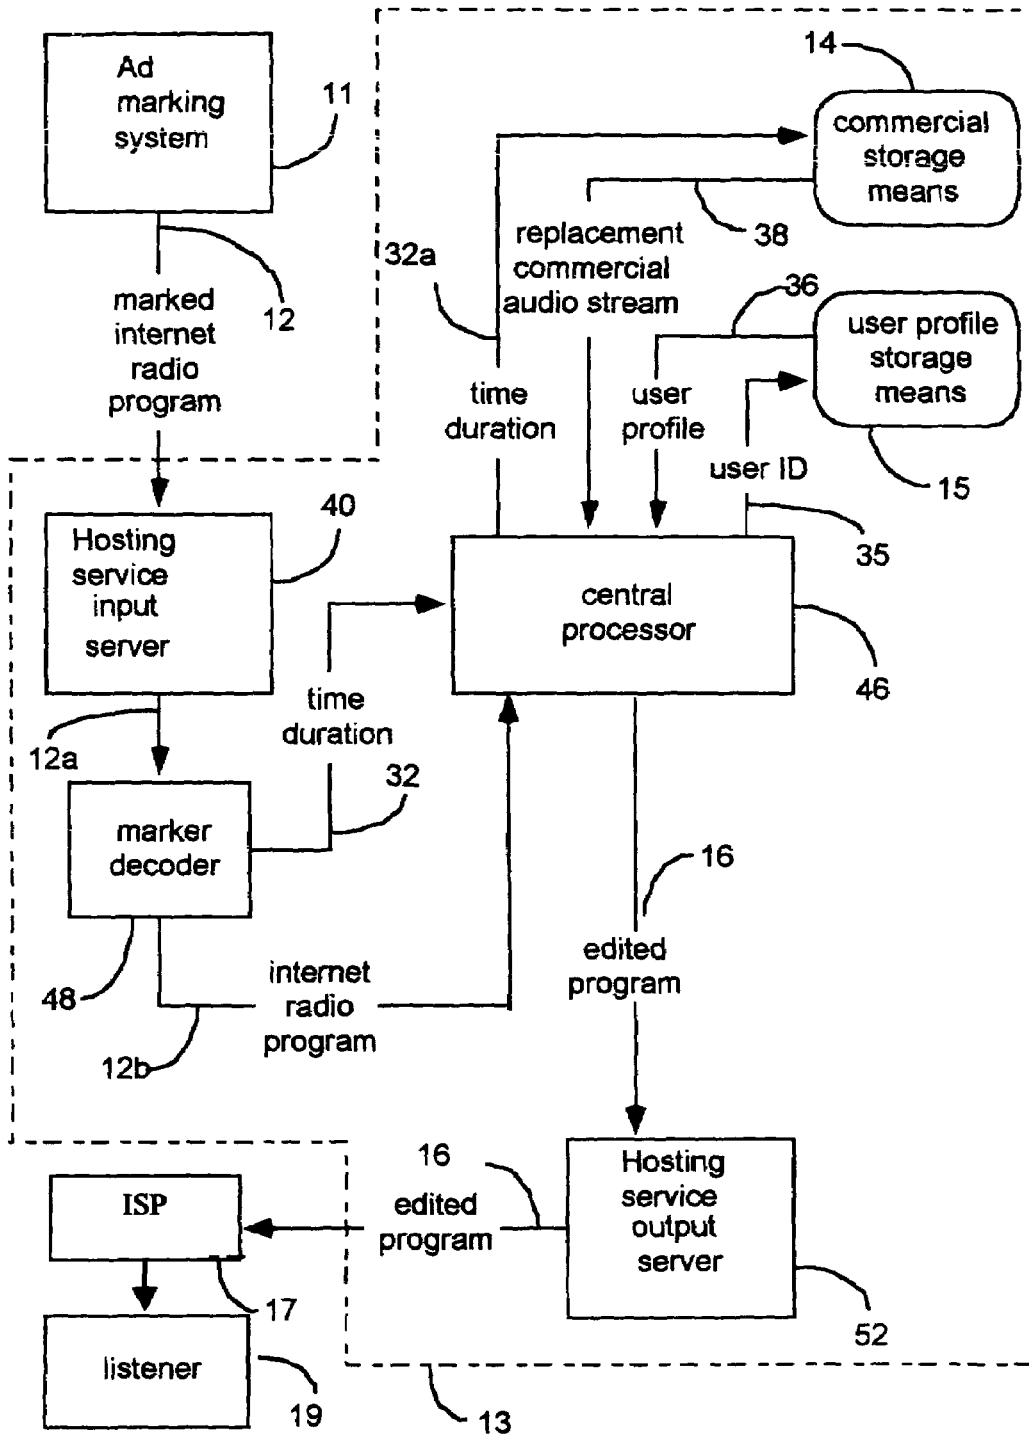 Ad
marking
system
11
12
marked
internet
radio
program
14
commercial
storage
means
38
32a
replacement
commercial
audio stream
36
user profile
storage
means
15
time
duration
user
profile
user ID
35
40
Hosting
service
input
server
central
processor
46
12a
time
duration
32
marker
decoder
48
internet
radio
program
12b
16
edited
program
Hosting
service
output
server
52
16
edited
program
ISP
17
listener
19
13